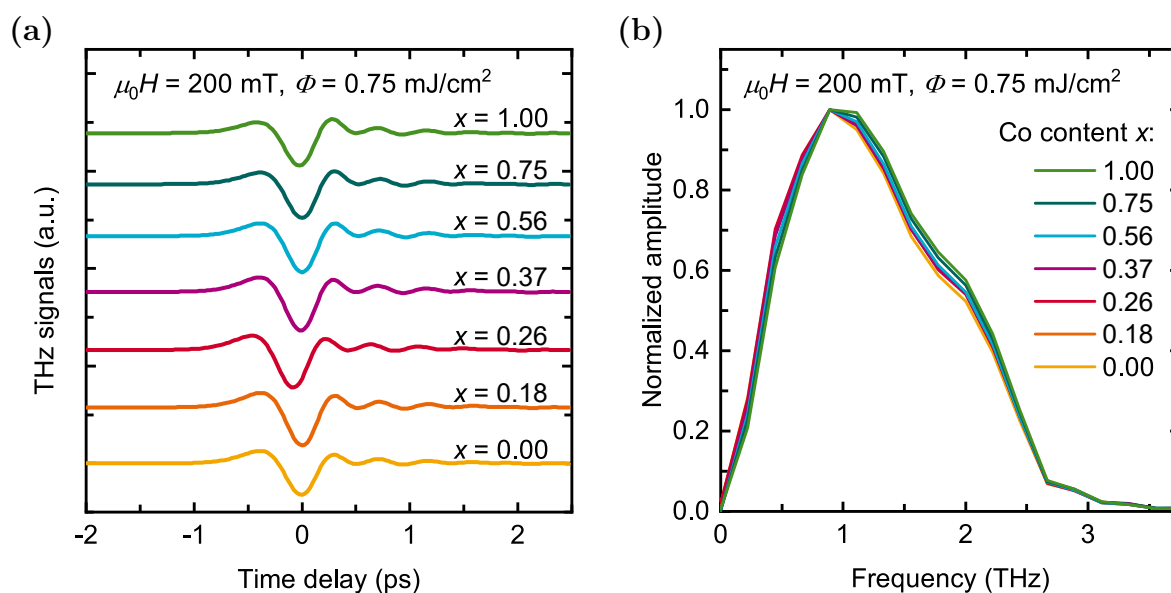 (a)
μ₀H = 200 mT, Φ = 0.75 mJ/cm²
x = 1.00
x = 0.75
x = 0.56
x = 0.37
x = 0.26
x = 0.18
x = 0.00
THz signals (a.u.)
-2 -1 0 1 2
Time delay (ps)
(b)
μ₀H = 200 mT, Φ = 0.75 mJ/cm²
Co content x:
1.00
0.75
0.56
0.37
0.26
0.18
0.00
Normalized amplitude
1.0
0.8
0.6
0.4
0.2
0.0
0 1 2 3
Frequency (THz)